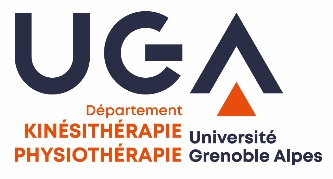 UGA
Département
KINÉSITHÉRAPIE
PHYSIOTHÉRAPIE
Université
Grenoble Alpes